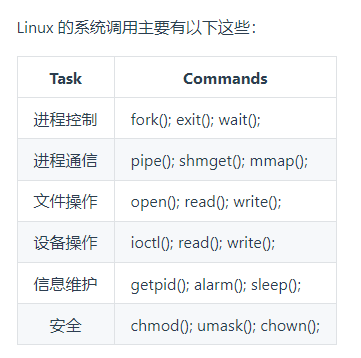 Linux 的系统调用主要有以下这些：
Task Commands
进程控制 fork(); exit(); wait();
进程通信 pipe(); shmget(); mmap();
文件操作 open(); read(); write();
设备操作 ioctl(); read(); write();
信息维护 getpid(); alarm(); sleep();
安全 chmod(); umask(); chown();